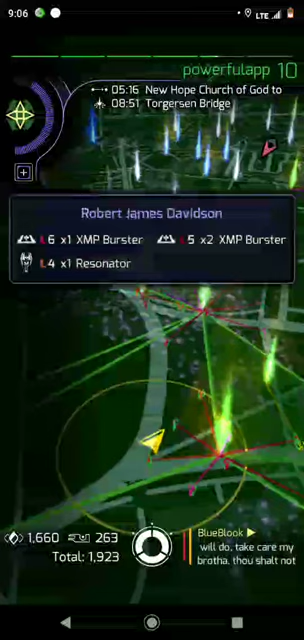 9:06
LTE
powerfulapp 10
05:16 New Hope Church of God to
08:51 Torgersen Bridge
Robert James Davidson
L6 x1 XMP Burster L5 x2 XMP Burster
L4 x1 Resonator
1,660 263
Total: 1,923
BlueBlook
will do, take care my
brotha, thou shalt not